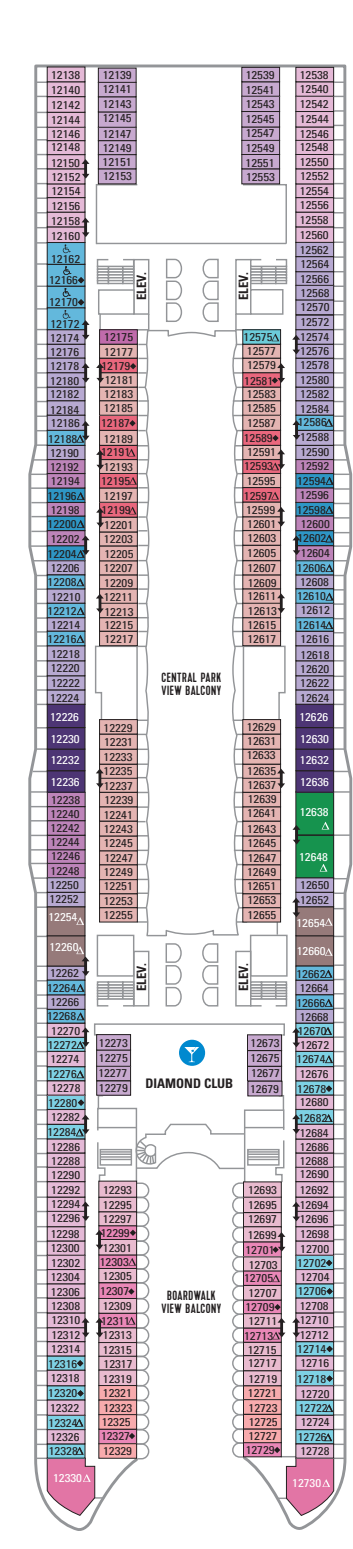 12138 12139 12539 12538
12140 12141 12541 12540
12142 12143 12543 12542
12144 12145 12545 12544
12146 12147 12547 12546
12148 12149 12549 12548
12150 12151 12551 12550
12152 12153 12553 12552
12154 12554
12156 12556
12158 12558
12160 12560
12562
12162 12564
12166◆ ELEV. ELEV. 12566
12568
12170◆ 12570
12172 12572
12174 12175 12575△ 12574
12176 12177 12577 12576
12178 12179◆ 12579 12578
12180 12181 12581◆ 12580
12182 12183 12583 12582
12184 12185 12585 12584
12186 12187◆ 12587 12586△
12188△ 12189 12589◆ 12588
12190 12191△ 12591 12590
12192 12193 12593△ 12592
12194 12195△ 12595 12594△
12196△ 12197 12597△ 12596
12198 12199△ 12599 12598△
12200△ 12201 12601 12600
12202 12203 12603 12602△
12204△ 12205 12605 12604
12206 12207 12607 12606△
12208△ 12209 12609 12608
12210 12211 12611 12610△
12212△ 12213 12613 12612
12214 12215 12615 12614△
12216△ 12217 12617 12616
12218 12618
12220 12620
CENTRAL PARK
VIEW BALCONY
12222 12622
12224 12624
12226 12626
12229 12629
12230 12231 12631 12630
12232 12233 12633 12632
12235 12635
12236 12237 12637 12636
12238 12239 12639 12638△
12240 12241 12641
12242 12243 12643
12244 12245 12645
12246 12247 12647 12648△
12248 12249 12649
12250 12251 12651 12650
12252 12253 12653 12652
12254△ 12255 12655 12654△
12260△ 12660△
12262 ELEV. ELEV. 12662△
12264△ 12664
12266 12666△
12268△ 12668
12270 12670△
12272△ 12273 12673 12672
12274 12275 12675 12674△
12276△ 12277 12677 12676
12278 12279 DIAMOND CLUB 12679 12678◆
12280◆ 12680
12282 12682△
12284△ 12684
12286 12686
12288 12688
12290 12690
12292 12293 12693 12692
12294 12295 12695 12694
12296 12297 12697 12696
12298 12299◆ 12699 12698
12300 12301 12701◆ 12700
12302 12303△ 12703 12702◆
12304 12305 12705△ 12704
12306 12307◆ BOARDWALK 12707 12706◆
12308 12309 VIEW BALCONY 12709◆ 12708
12310 12311△ 12711 12710
12312 12313 12713△ 12712
12314 12315 12715 12714◆
12316◆ 12317 12717 12716
12318 12319 12719 12718◆
12320◆ 12321 12721 12720
12322 12323 12723 12722△
12324△ 12325 12725 12724
12326 12327◆ 12727 12726△
12328△ 12329 12729◆ 12728
12330△ 12730△